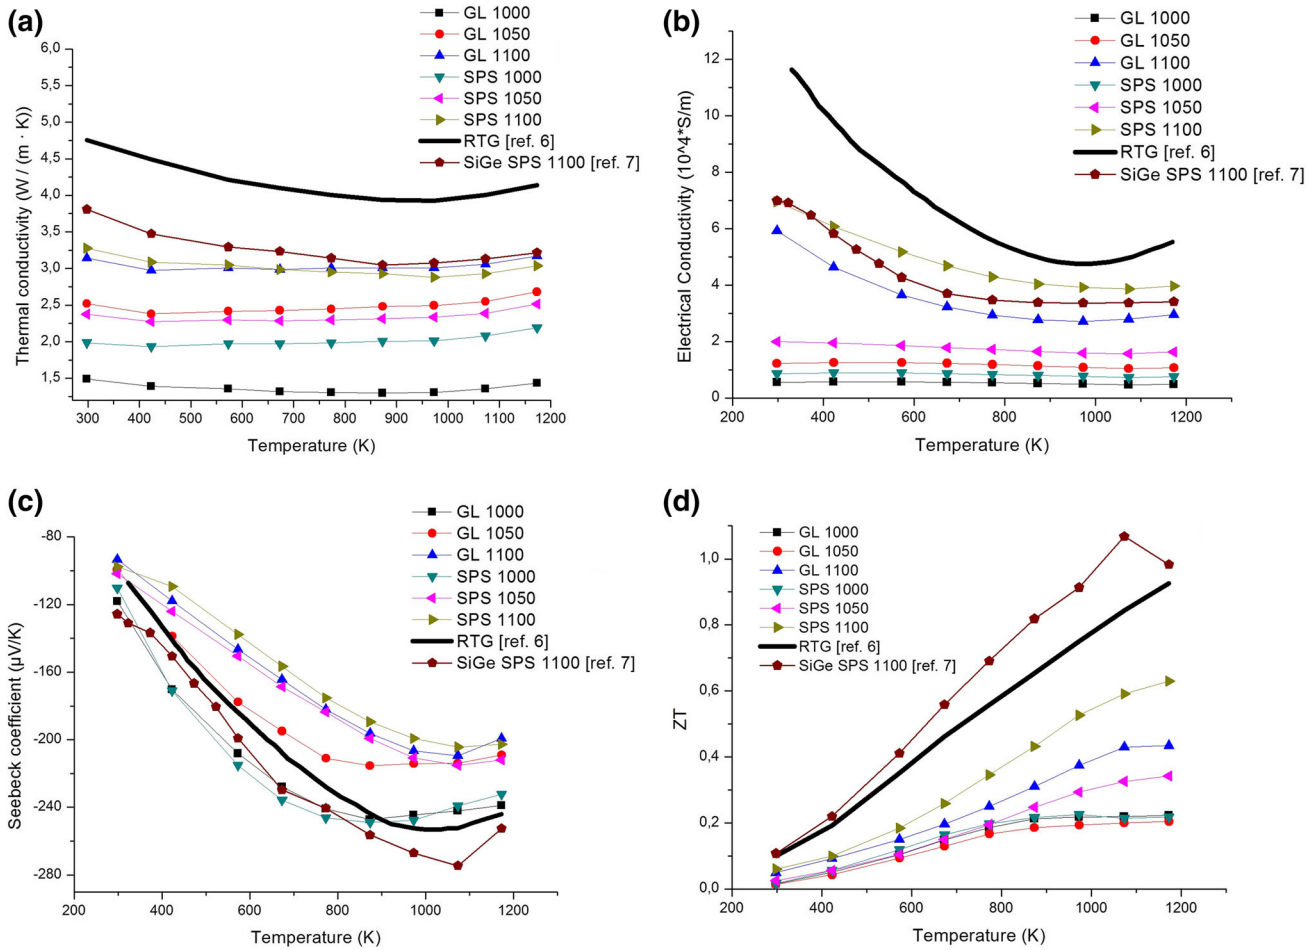 (a)
GL 1000
GL 1050
GL 1100
SPS 1000
SPS 1050
SPS 1100
RTG [ref. 6]
SiGe SPS 1100 [ref. 7]
Thermal conductivity (W / (m · K))
6,0
5,5
5,0
4,5
4,0
3,5
3,0
2,5
2,0
1,5
300 400 500 600 700 800 900 1000 1100 1200
Temperature (K)
(b)
GL 1000
GL 1050
GL 1100
SPS 1000
SPS 1050
SPS 1100
RTG [ref. 6]
SiGe SPS 1100 [ref. 7]
Electrical Conductivity (10^4*S/m)
12
10
8
6
4
2
0
200 400 600 800 1000 1200
Temperature (K)
(c)
GL 1000
GL 1050
GL 1100
SPS 1000
SPS 1050
SPS 1100
RTG [ref. 6]
SiGe SPS 1100 [ref. 7]
Seebeck coefficient (µV/K)
-80
-120
-160
-200
-240
-280
200 400 600 800 1000 1200
Temperature (K)
(d)
GL 1000
GL 1050
GL 1100
SPS 1000
SPS 1050
SPS 1100
RTG [ref. 6]
SiGe SPS 1100 [ref. 7]
ZT
1,0
0,8
0,6
0,4
0,2
0,0
200 400 600 800 1000 1200
Temperature (K)